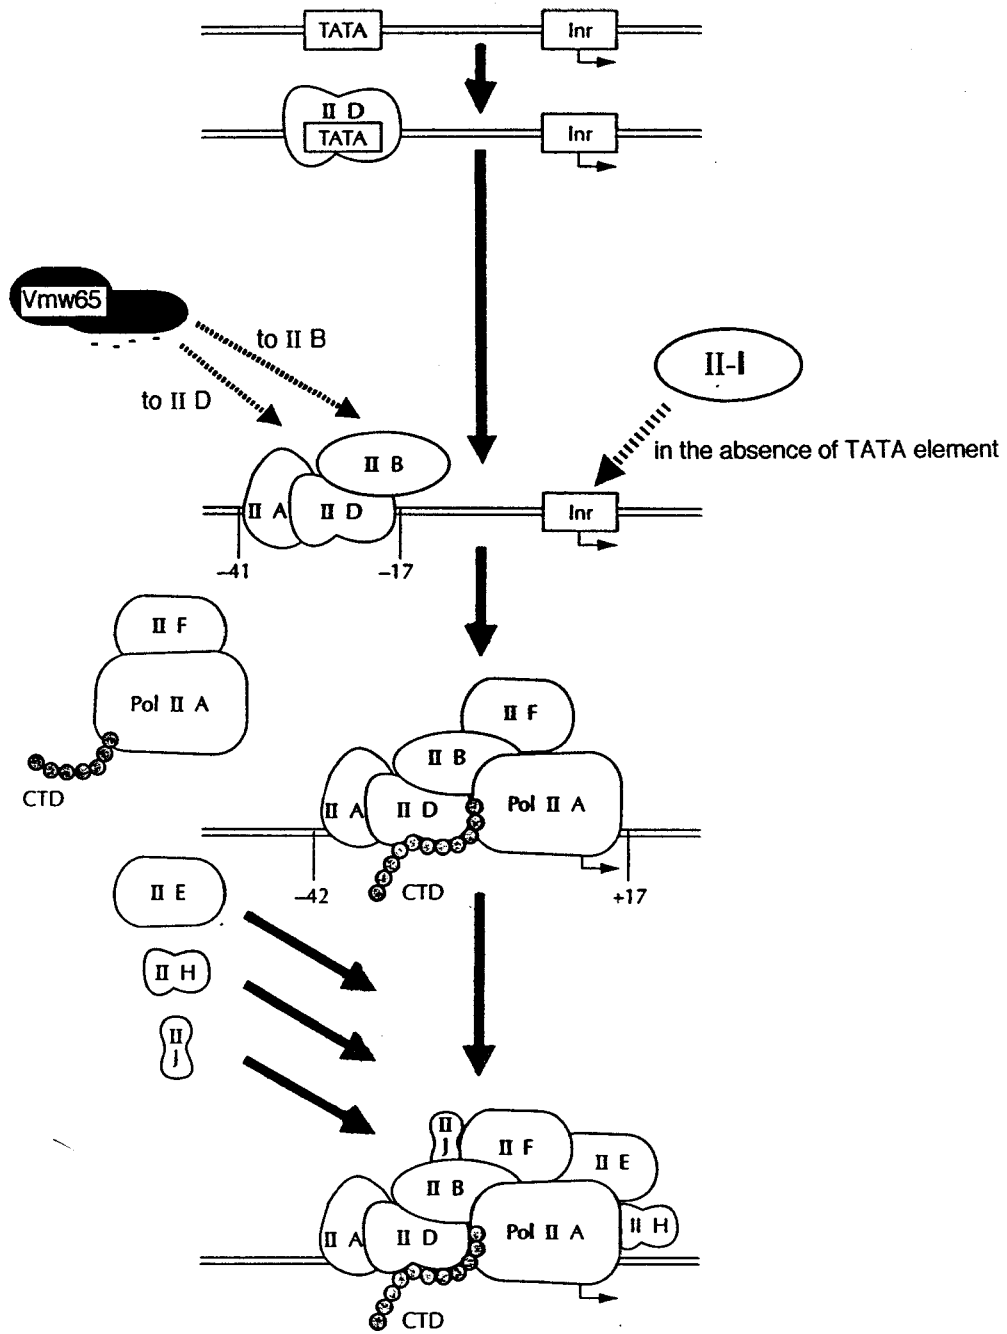 TATA
Inr
II D
TATA
Inr
Vmw65
to II B
to II D
II-I
in the absence of TATA element
II B
II A
II D
Inr
-41
-17
II F
Pol II A
CTD
II F
II B
II A
II D
Pol II A
CTD
-42
+17
II E
II H
II
J
II
J
II F
II E
II B
II A
II D
Pol II A
II H
CTD